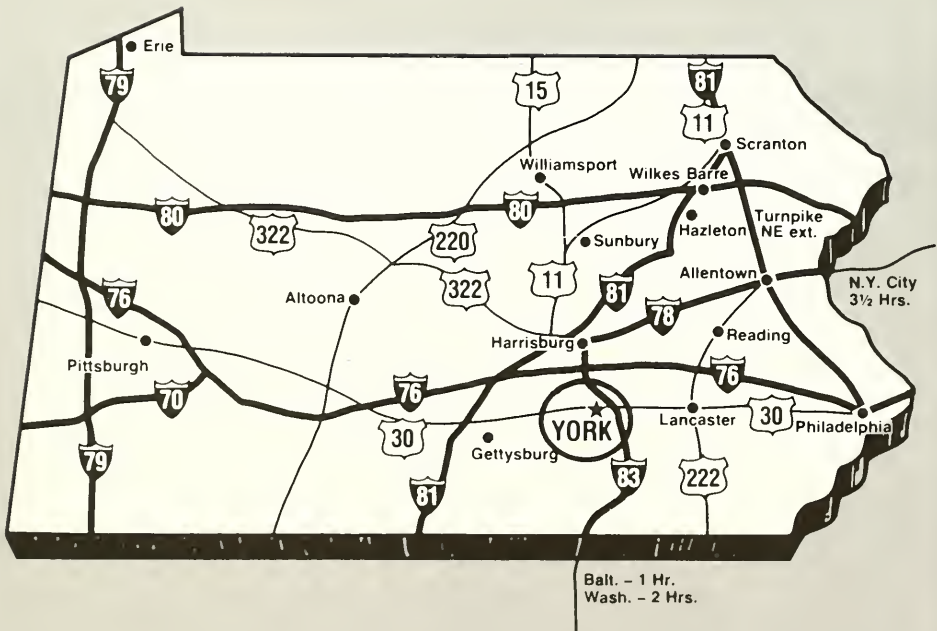 Erie
79
15
81
11
Scranton
Williamsport
Wilkes Barre
80
80
322
220
Sunbury
Hazleton
Turnpike
NE ext.
Allentown
N.Y. City
3½ Hrs.
76
Altoona
322
11
81
78
Harrisburg
Reading
Pittsburgh
70
76
76
30
YORK
Lancaster
30
Philadelphia
Gettysburg
79
81
83
222
Balt. – 1 Hr.
Wash. – 2 Hrs.